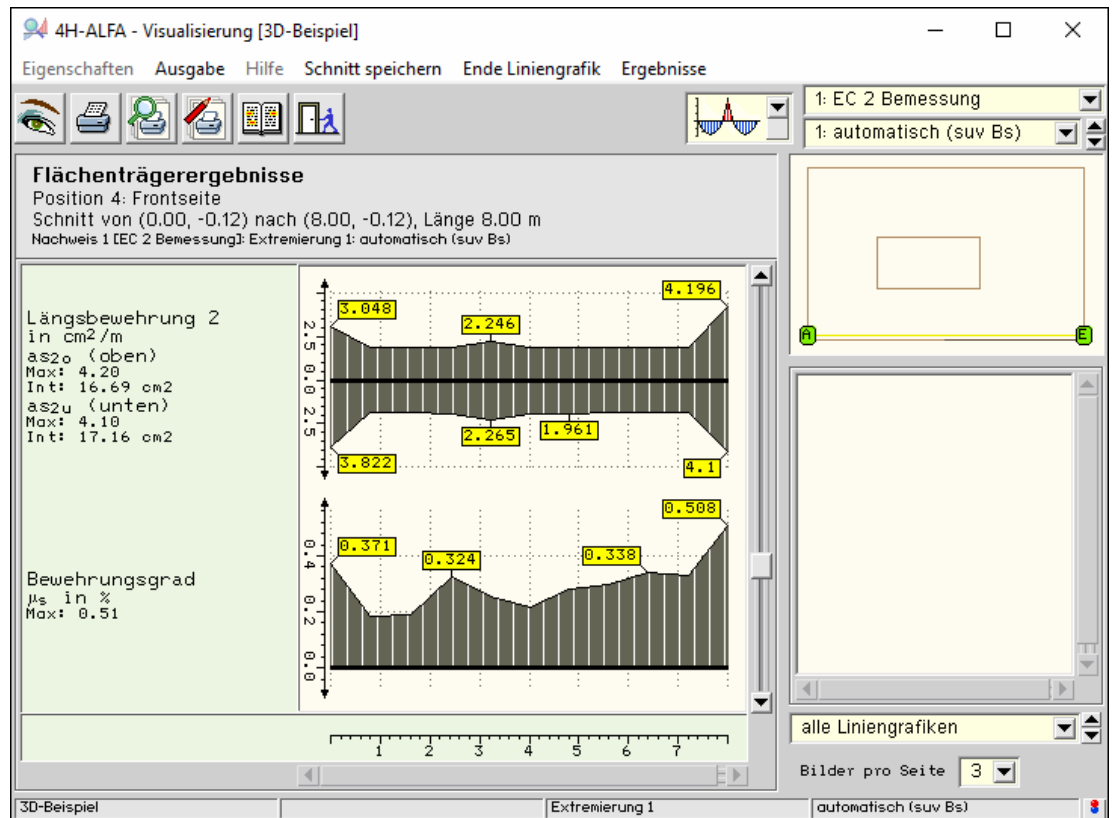 4H-ALFA - Visualisierung [3D-Beispiel]
Eigenschaften Ausgabe Hilfe Schnitt speichern Ende Liniengrafik Ergebnisse
1: EC 2 Bemessung
1: automatisch (suv Bs)
Flächenträgerergebnisse
Position 4: Frontseite
Schnitt von (0.00, -0.12) nach (8.00, -0.12), Länge 8.00 m
Nachweis 1 [EC 2 Bemessung]: Extremierung 1: automatisch (suv Bs)
A E
Längsbewehrung 2
in cm²/m
as2o (oben)
Max: 4.20
Int: 16.69 cm2
as2u (unten)
Max: 4.10
Int: 17.16 cm2
2.5 0.0 2.5
3.048 2.246 4.196
3.822 2.265 1.961 4.1
Bewehrungsgrad
µs in %
Max: 0.51
0.4 0.2 0.0
0.371 0.324 0.338 0.508
1 2 3 4 5 6 7
alle Liniengrafiken
Bilder pro Seite 3
3D-Beispiel Extremierung 1 automatisch (suv Bs)